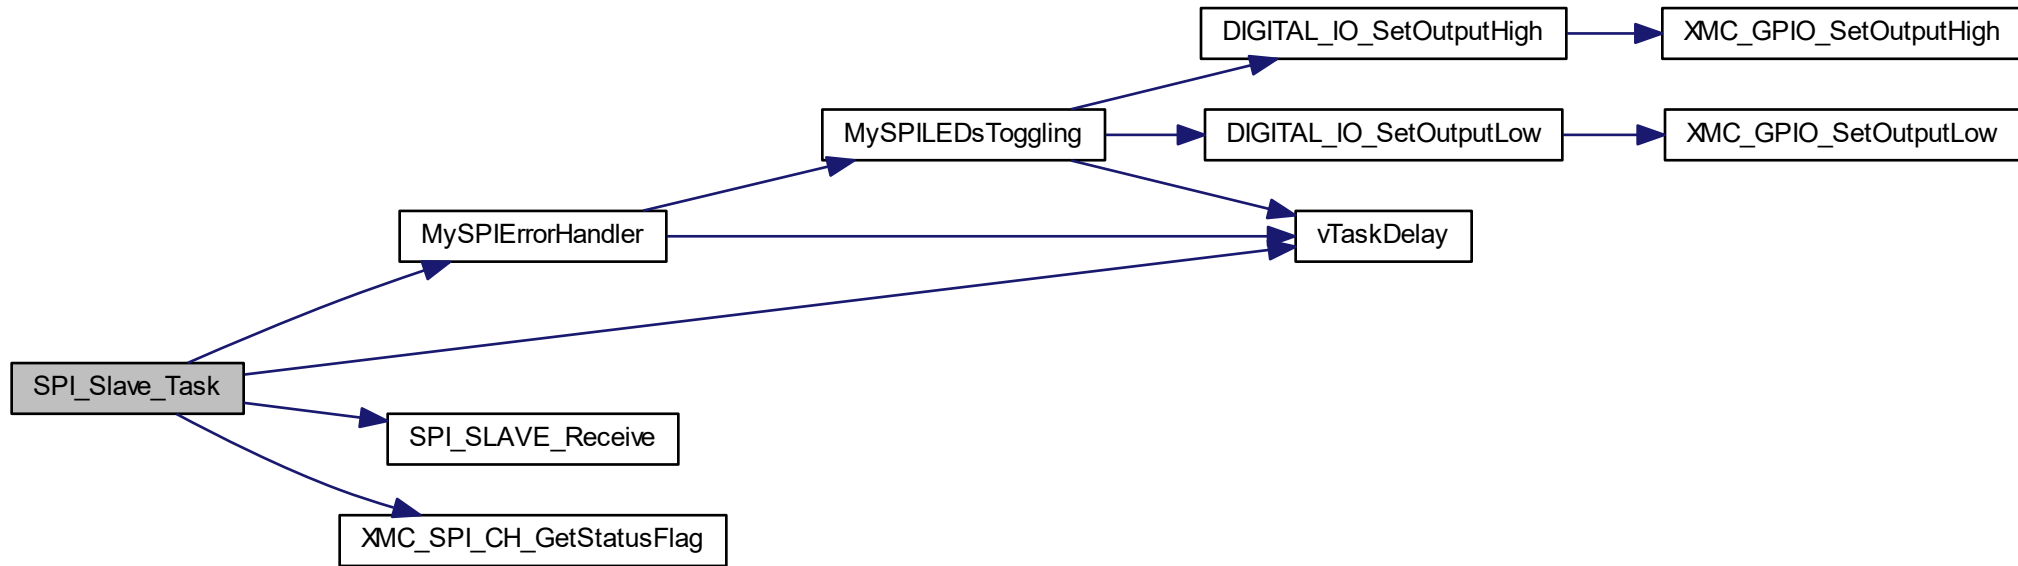 DIGITAL_IO_SetOutputHigh
XMC_GPIO_SetOutputHigh
MySPILEDsToggling
DIGITAL_IO_SetOutputLow
XMC_GPIO_SetOutputLow
MySPIErrorHandler
vTaskDelay
SPI_Slave_Task
SPI_SLAVE_Receive
XMC_SPI_CH_GetStatusFlag